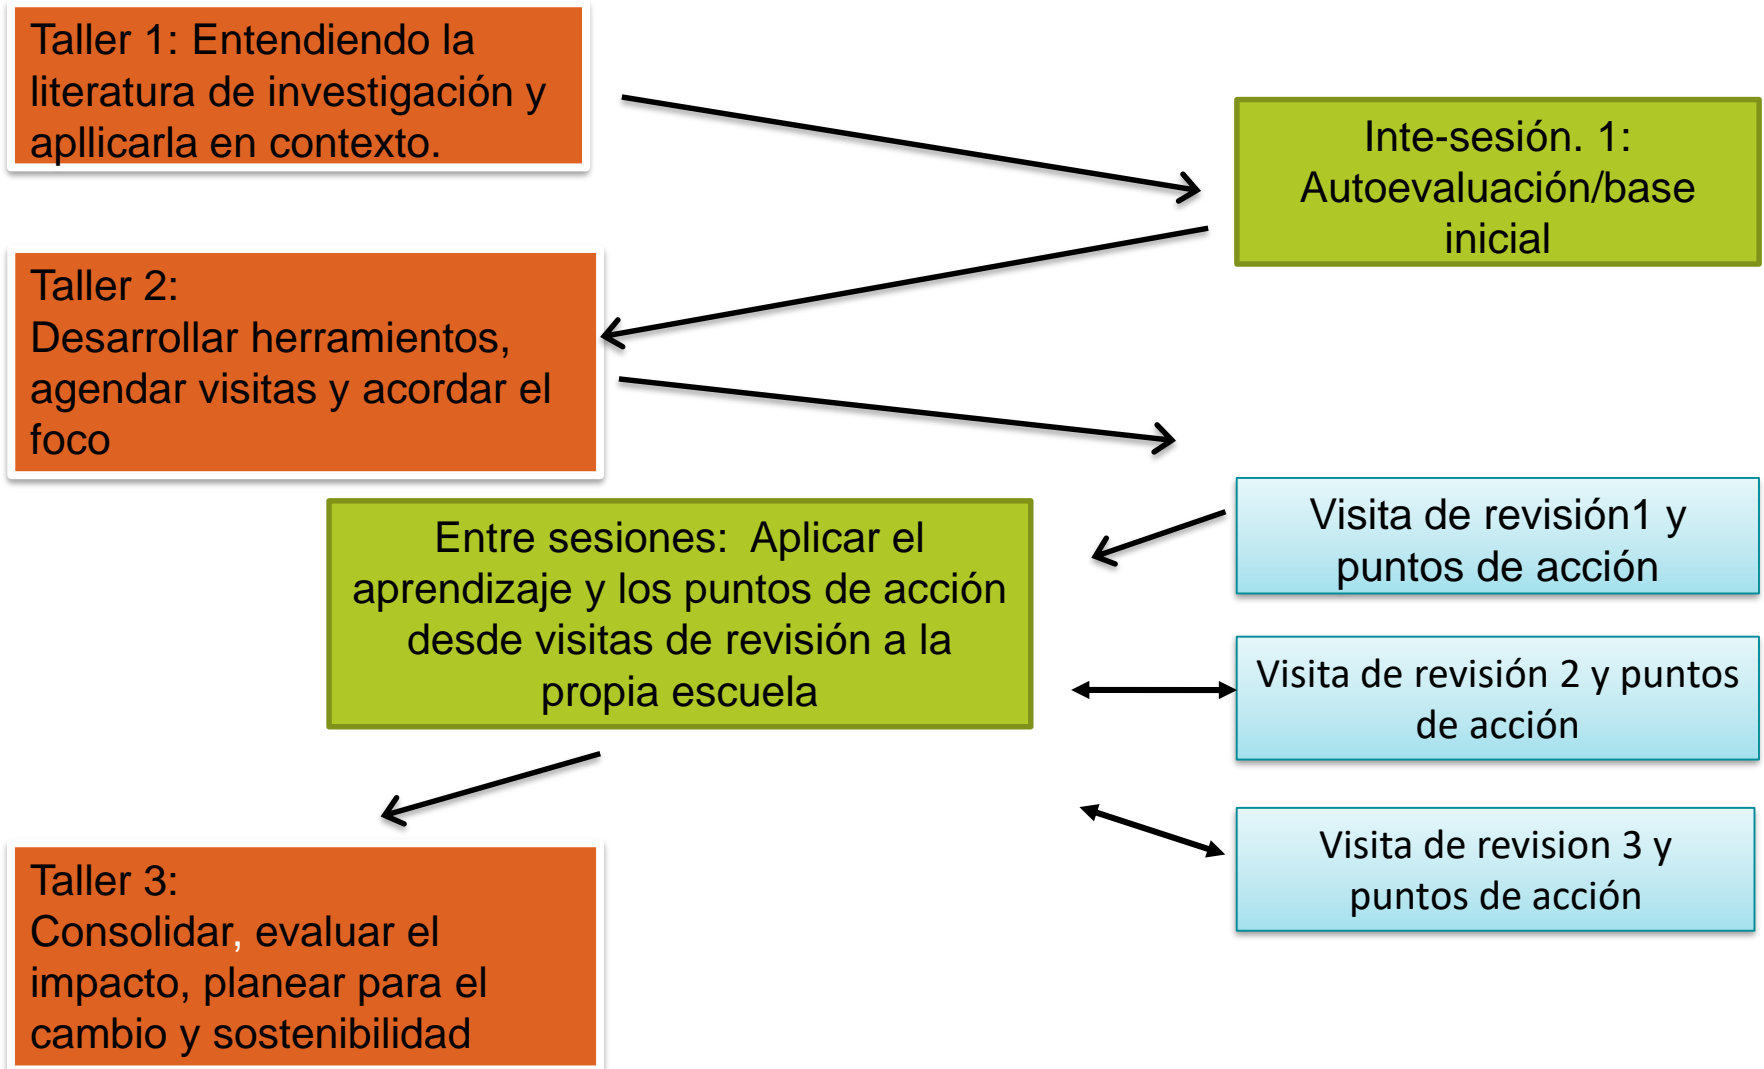 Taller 1: Entendiendo la
literatura de investigación y
apllicarla en contexto.
Inte-sesión. 1:
Autoevaluación/base
inicial
Taller 2:
Desarrollar herramientos,
agendar visitas y acordar el
foco
Entre sesiones:  Aplicar el
aprendizaje y los puntos de acción
desde visitas de revisión a la
propia escuela
Visita de revisión1 y
puntos de acción
Visita de revisión 2 y puntos
de acción
Visita de revision 3 y
puntos de acción
Taller 3:
Consolidar, evaluar el
impacto, planear para el
cambio y sostenibilidad